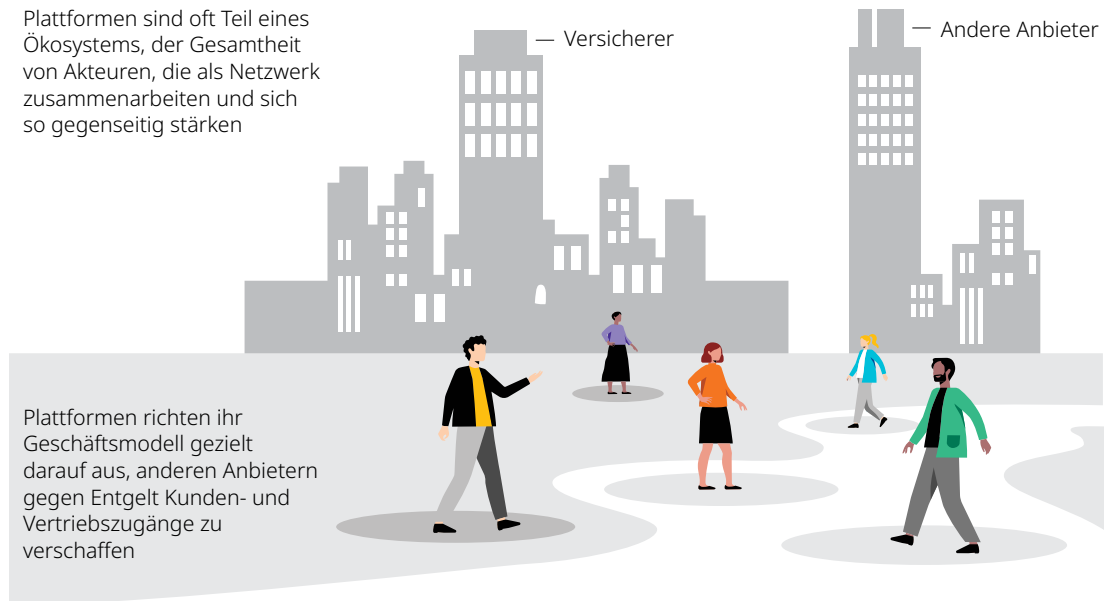 Plattformen sind oft Teil eines
Ökosystems, der Gesamtheit
von Akteuren, die als Netzwerk
zusammenarbeiten und sich
so gegenseitig stärken
— Versicherer
— Andere Anbieter
Plattformen richten ihr
Geschäftsmodell gezielt
darauf aus, anderen Anbietern
gegen Entgelt Kunden- und
Vertriebszugänge zu
verschaffen